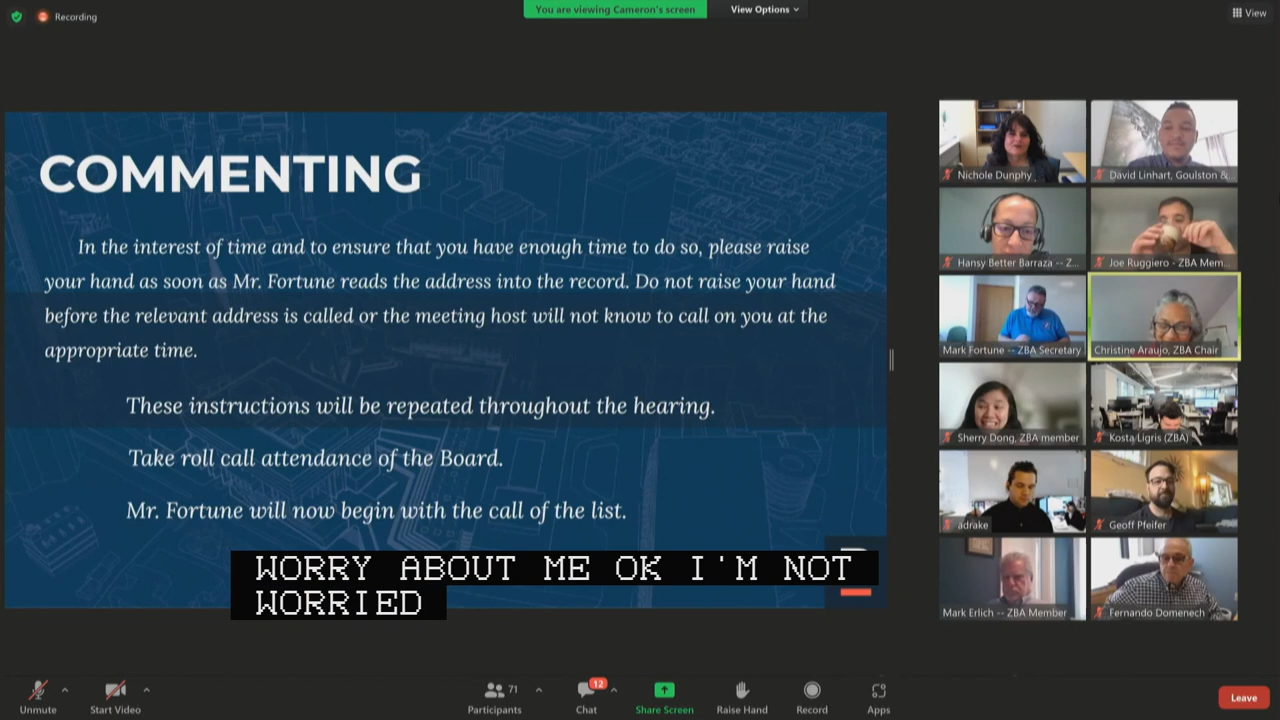 Recording
You are viewing Cameron's screen
View Options
View
COMMENTING
In the interest of time and to ensure that you have enough time to do so, please raise
your hand as soon as Mr. Fortune reads the address into the record. Do not raise your hand
before the relevant address is called or the meeting host will not know to call on you at the
appropriate time.
These instructions will be repeated throughout the hearing.
Take roll call attendance of the Board.
Mr. Fortune will now begin with the call of the list.
WORRY ABOUT ME OK I'M NOT
WORRIED
Nichole Dunphy
David Linhart, Goulston &...
Hansy Better Barraza -- Z...
Joe Ruggiero - ZBA Mem...
Mark Fortune -- ZBA Secretary
Christine Araujo, ZBA Chair
Sherry Dong, ZBA member
Kosta Ligris (ZBA)
adrake
Geoff Pfeifer
Mark Erlich -- ZBA Member
Fernando Domenech
Unmute
Start Video
71
Participants
12
Chat
Share Screen
Raise Hand
Record
Apps
Leave